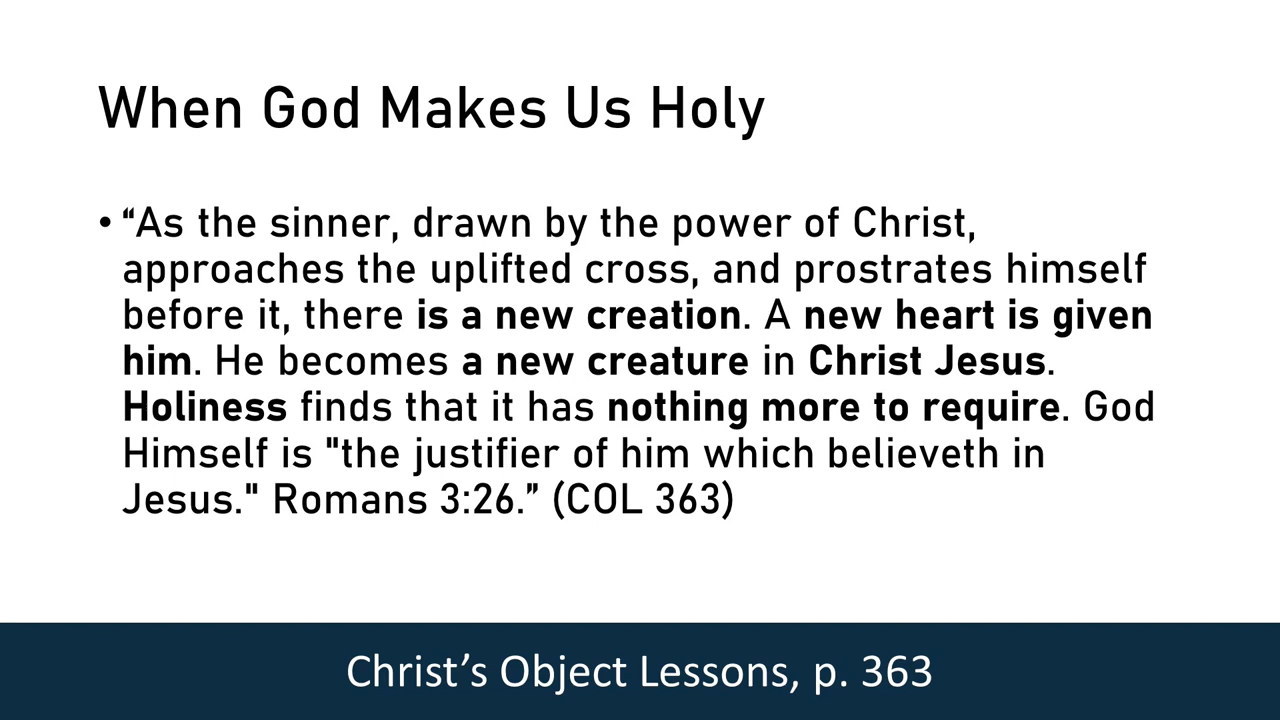 When God Makes Us Holy
• “As the sinner, drawn by the power of Christ,
approaches the uplifted cross, and prostrates himself
before it, there is a new creation. A new heart is given
him. He becomes a new creature in Christ Jesus.
Holiness finds that it has nothing more to require. God
Himself is "the justifier of him which believeth in
Jesus." Romans 3:26.” (COL 363)
Christ’s Object Lessons, p. 363